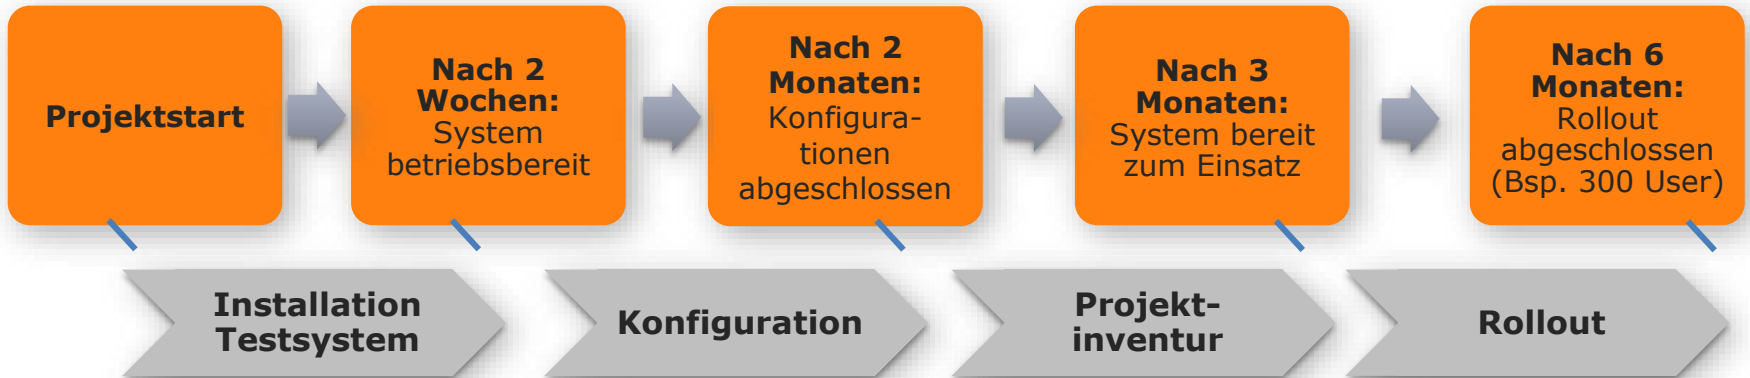 Projektstart
Nach 2
Wochen:
System
betriebsbereit
Nach 2
Monaten:
Konfigura-
tionen
abgeschlossen
Nach 3
Monaten:
System bereit
zum Einsatz
Nach 6
Monaten:
Rollout
abgeschlossen
(Bsp. 300 User)
Installation
Testsystem
Konfiguration
Projekt-
inventur
Rollout